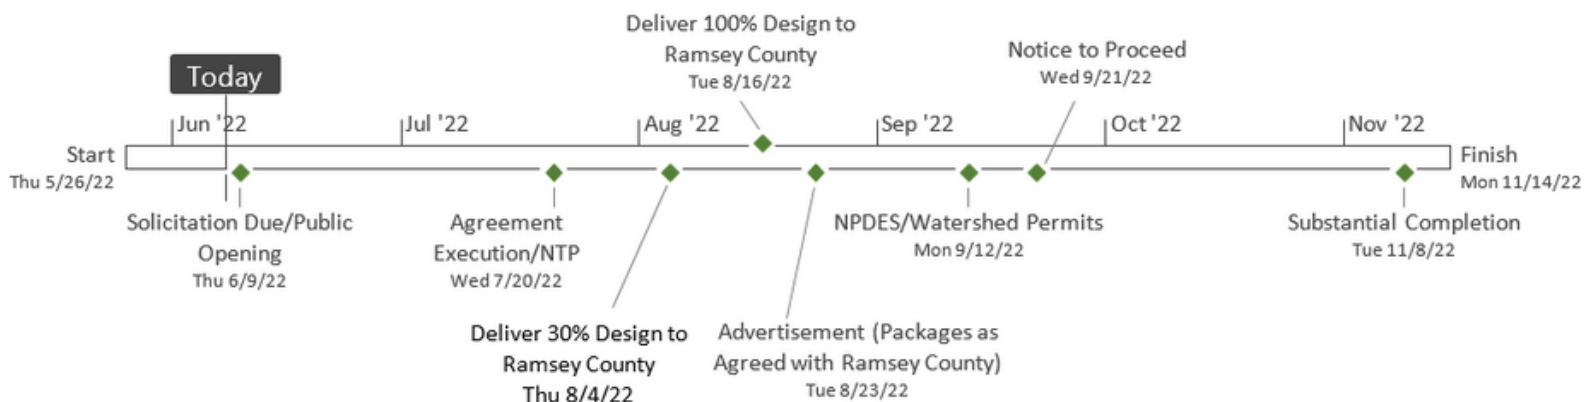 Deliver 100% Design to
Ramsey County
Tue 8/16/22
Notice to Proceed
Wed 9/21/22
Today
Jun '22
Jul '22
Aug '22
Sep '22
Oct '22
Nov '22
Start
Thu 5/26/22
Finish
Mon 11/14/22
Solicitation Due/Public
Opening
Thu 6/9/22
Agreement
Execution/NTP
Wed 7/20/22
NPDES/Watershed Permits
Mon 9/12/22
Substantial Completion
Tue 11/8/22
Deliver 30% Design to
Ramsey County
Thu 8/4/22
Advertisement (Packages as
Agreed with Ramsey County)
Tue 8/23/22